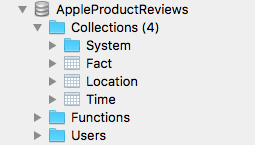 AppleProductReviews
Collections (4)
System
Fact
Location
Time
Functions
Users